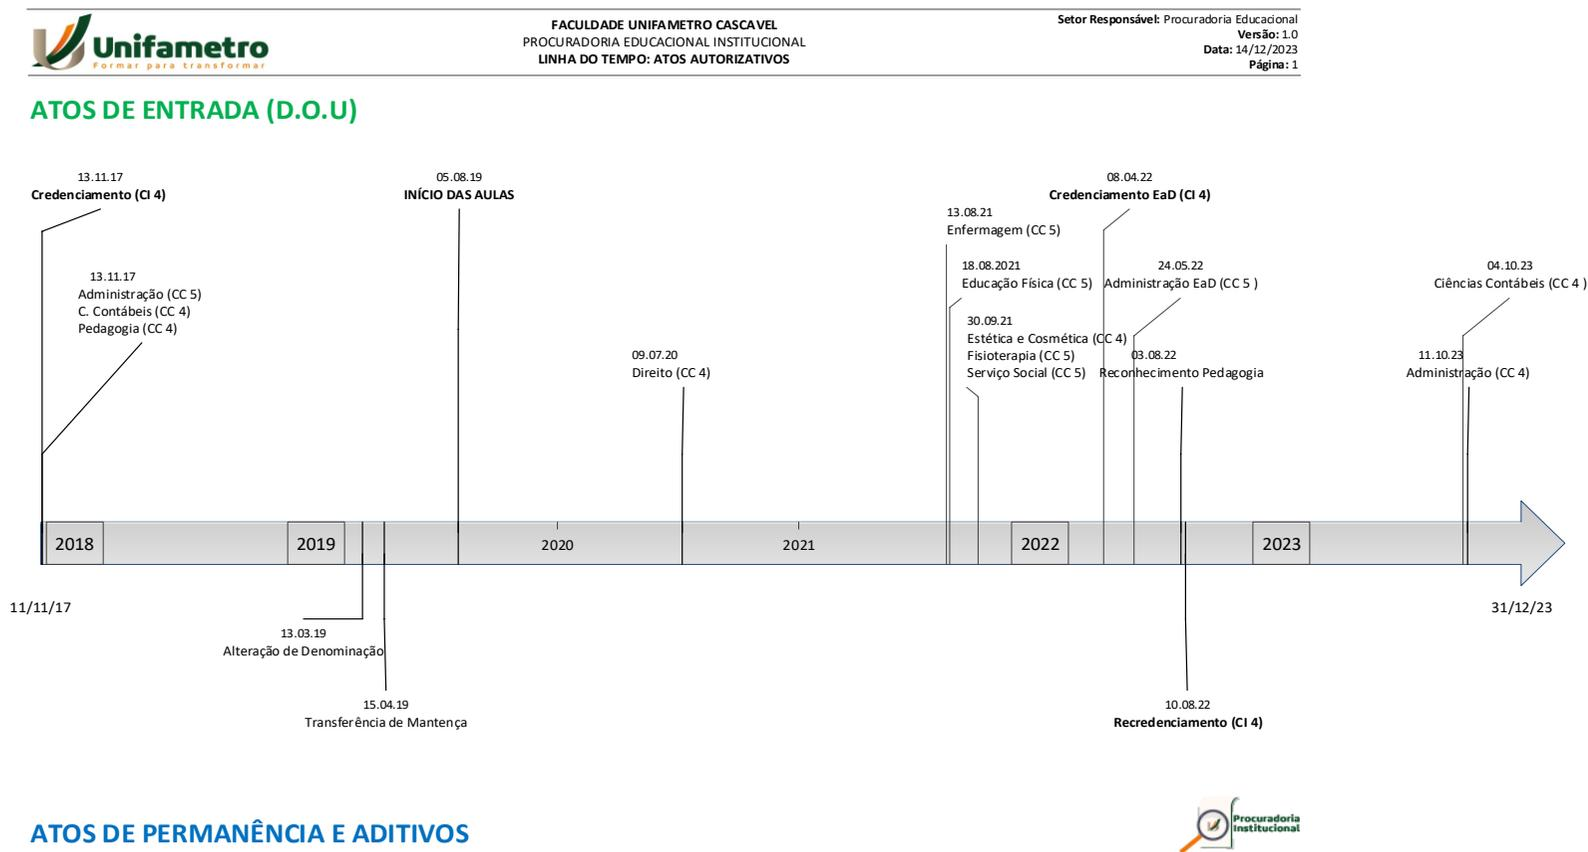 Unifametro
Formar para transformar
FACULDADE UNIFAMETRO CASCAVEL
PROCURADORIA EDUCACIONAL INSTITUCIONAL
LINHA DO TEMPO: ATOS AUTORIZATIVOS
Setor Responsável: Procuradoria Educacional
Versão: 1.0
Data: 14/12/2023
Página: 1
ATOS DE ENTRADA (D.O.U)
13.11.17
Credenciamento (CI 4)
13.11.17
Administração (CC 5)
C. Contábeis (CC 4)
Pedagogia (CC 4)
05.08.19
INÍCIO DAS AULAS
09.07.20
Direito (CC 4)
13.08.21
Enfermagem (CC 5)
18.08.2021
Educação Física (CC 5)
30.09.21
Estética e Cosmética (CC 4)
Fisioterapia (CC 5)
Serviço Social (CC 5)
08.04.22
Credenciamento EaD (CI 4)
24.05.22
Administração EaD (CC 5 )
03.08.22
Reconhecimento Pedagogia
04.10.23
Ciências Contábeis (CC 4 )
11.10.23
Administração (CC 4)
2018
2019
2020
2021
2022
2023
11/11/17
31/12/23
13.03.19
Alteração de Denominação
15.04.19
Transferência de Mantença
10.08.22
Recredenciamento (CI 4)
ATOS DE PERMANÊNCIA E ADITIVOS
Procuradoria
Institucional